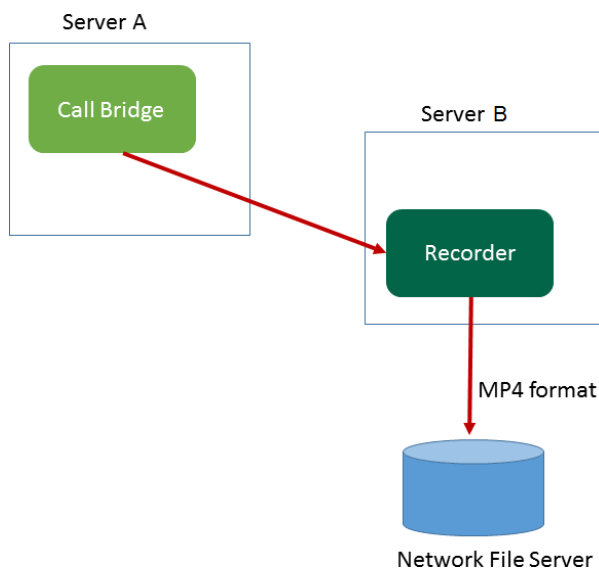 Server A
Call Bridge
Server B
Recorder
MP4 format
Network File Server